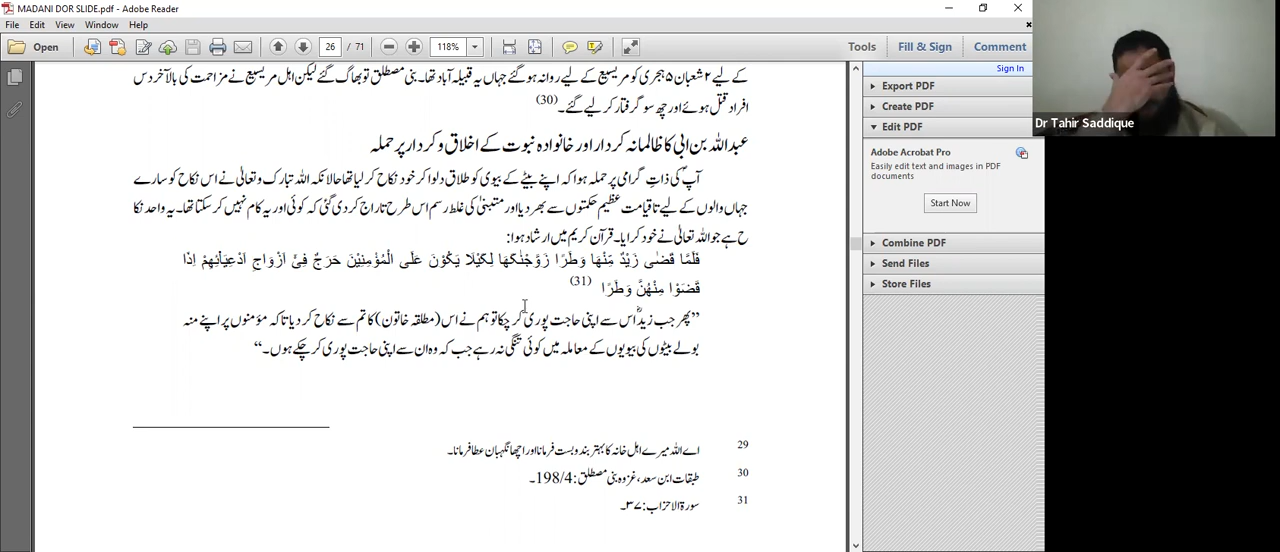 MADANI DOR SLIDE.pdf - Adobe Reader
File Edit View Window Help
Open 26 / 71 118% Tools Fill & Sign Comment
Sign In
Export PDF
Create PDF
Edit PDF
Adobe Acrobat Pro
Easily edit text and images in PDF
documents
Start Now
Combine PDF
Send Files
Store Files
Dr Tahir Saddique
کے لیے ۲ شعبان ۵ ہجری کو مریسیع کے لیے روانہ ہو گئے جہاں یہ قبیلہ آباد تھا۔ بنی مصطلق تو بھاگ گئے لیکن اہل مریسیع نے مزاحمت کی بالآخر دس
افراد قتل ہوئے اور چھ سو گرفتار کر لیے گئے۔ (30)
عبد اللہ بن ابی کا ظالمانہ کردار اور خانوادہ نبوت کے اخلاق و کردار پر حملہ
آپ کی ذاتِ گرامی پر حملہ ہوا کہ اپنے بیٹے کے بیوی کو طلاق دلوا کر خود نکاح کر لیا تھا حالانکہ اللہ تبارک و تعالیٰ نے اس نکاح کو سارے
جہاں والوں کے لیے تا قیامت عظیم حکمتوں سے بھر دیا اور متبنیٰ کی غلط رسم اس طرح تاراج کر دی گئی کہ کوئی اور یہ کام نہیں کر سکتا تھا۔ یہ واحد نکا
ح ہے جو اللہ تعالیٰ نے خود کرایا۔ قرآن کریم میں ارشاد ہوا:
فَلَمَّا قَضٰى زَيْدٌ مِّنْهَا وَطَرًا زَوَّجْنٰكَهَا لِكَيْلَا يَكُوْنَ عَلَى الْمُؤْمِنِيْنَ حَرَجٌ فِيْٓ اَزْوَاجِ اَدْعِيَآئِهِمْ اِذَا
قَضَوْا مِنْهُنَّ وَطَرًا (31)
”پھر جب زیدؓ اس سے اپنی حاجت پوری کر چکا تو ہم نے اس (مطلقہ خاتون) کا تم سے نکاح کر دیا تاکہ مؤمنوں پر اپنے منہ
بولے بیٹوں کی بیویوں کے معاملہ میں کوئی تنگی نہ رہے جب کہ وہ ان سے اپنی حاجت پوری کر چکے ہوں۔“
29 اے اللہ میرے اہل خانہ کا بہتر بندوبست فرمانا اور اچھا نگہبان عطا فرمانا۔
30 طبقات ابن سعد، غزوہ بنی مصطلق: 198/4۔
31 سورۃ الاحزاب: ۳۷۔